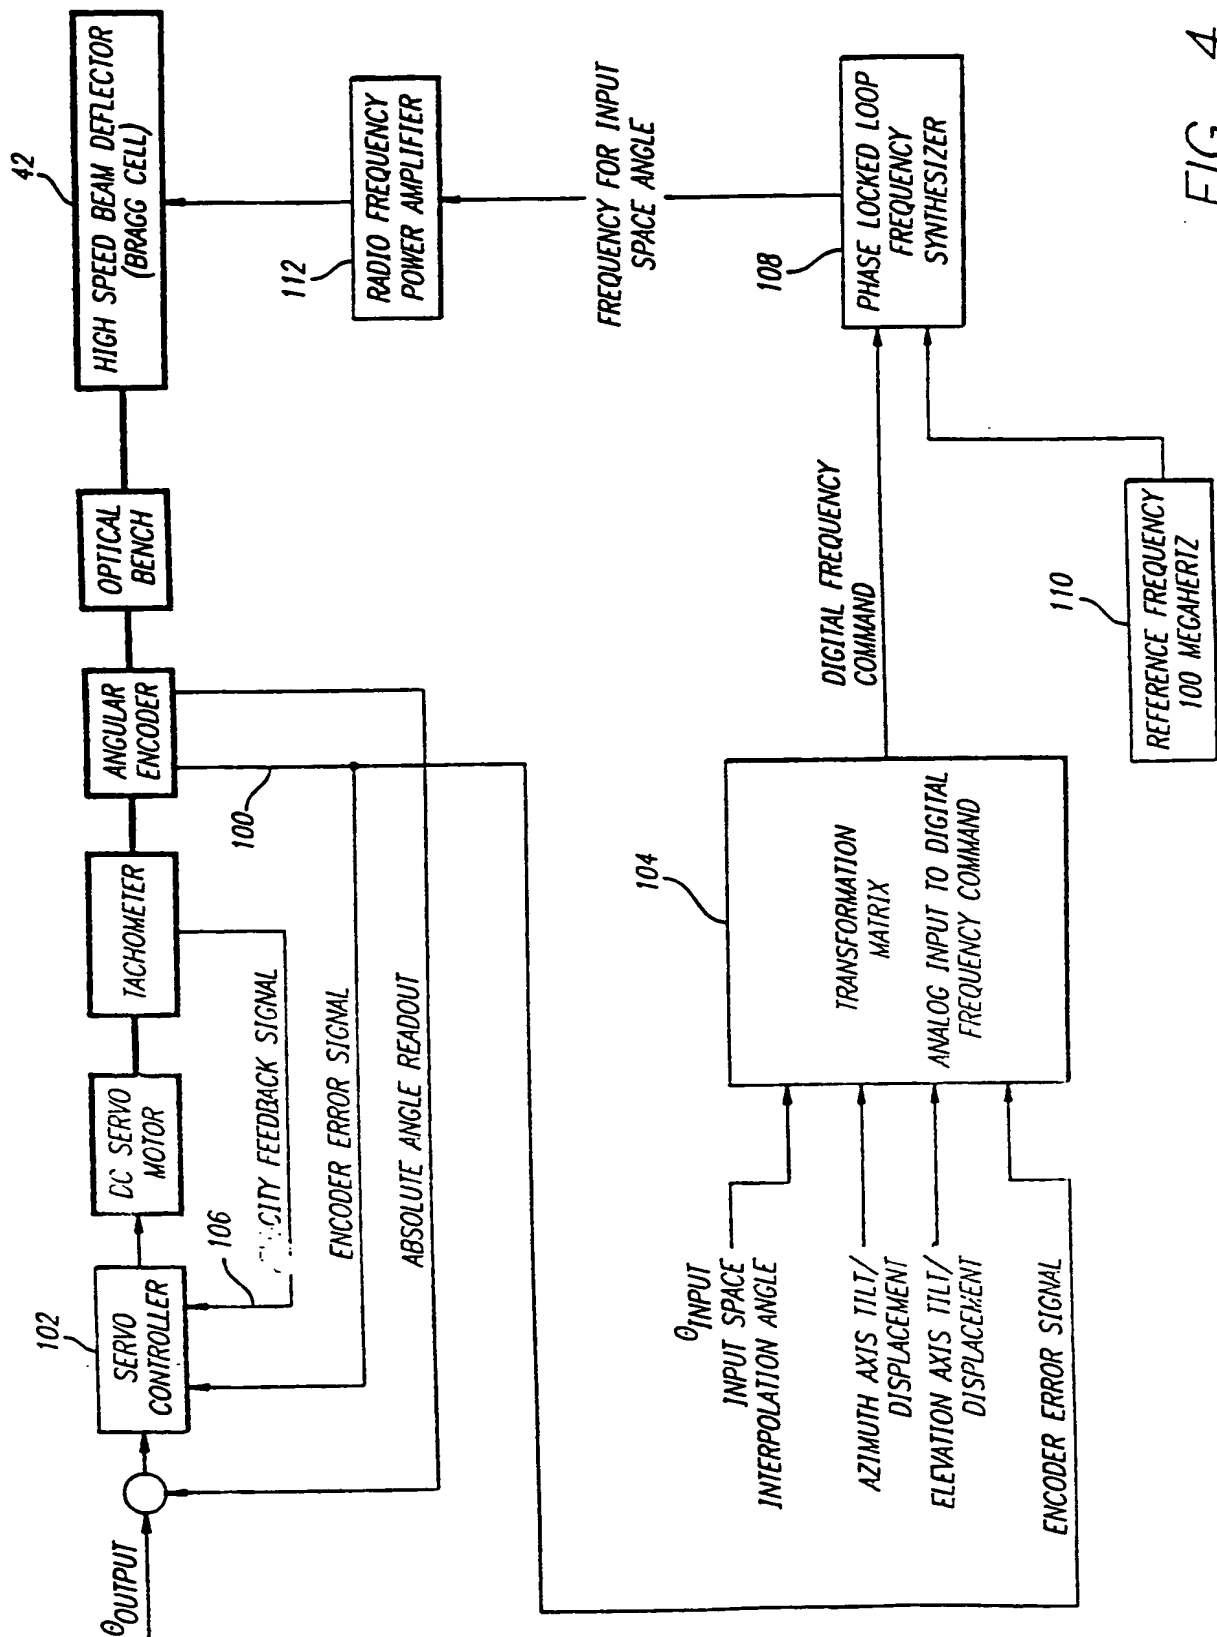 42
HIGH SPEED BEAM DEFLECTOR
(BRAGG CELL)
OPTICAL
BENCH
ANGULAR
ENCODER
TACHOMETER
DC SERVO
MOTOR
102
SERVO
CONTROLLER
ΘOUTPUT
106
FEEDBACK SIGNAL
100
ENCODER ERROR SIGNAL
ABSOLUTE ANGLE READOUT
112
RADIO FREQUENCY
POWER AMPLIFIER
FREQUENCY FOR INPUT
SPACE ANGLE
108
PHASE LOCKED LOOP
FREQUENCY
SYNTHESIZER
DIGITAL FREQUENCY
COMMAND
110
REFERENCE FREQUENCY
100 MEGAHERTZ
104
TRANSFORMATION
MATRIX
ANALOG INPUT TO DIGITAL
FREQUENCY COMMAND
ΘINPUT
INPUT SPACE
INTERPOLATION ANGLE
AZIMUTH AXIS TILT/
DISPLACEMENT
ELEVATION AXIS TILT/
DISPLACEMENT
ENCODER ERROR SIGNAL
FIG. 4